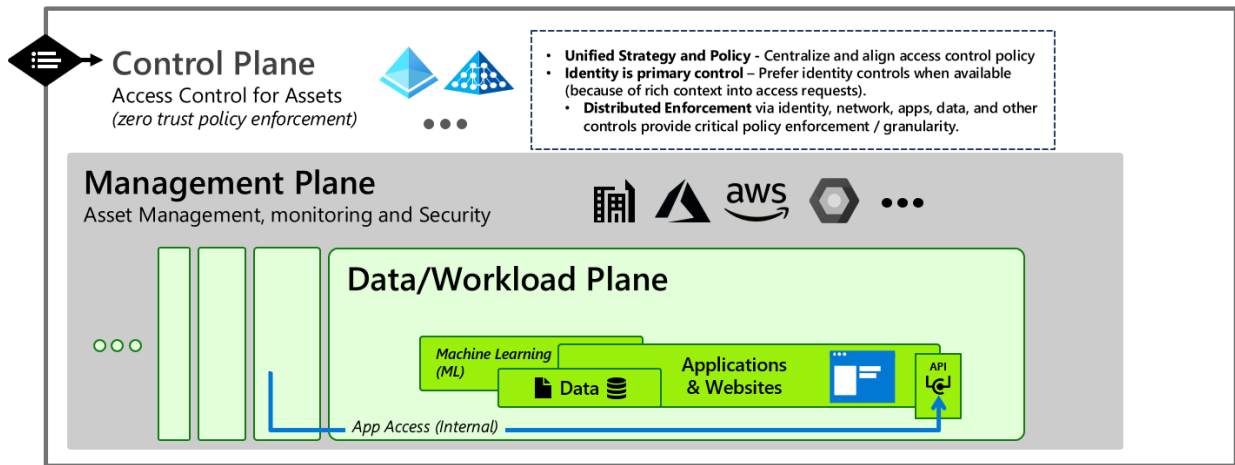 Control Plane
Access Control for Assets
(zero trust policy enforcement)
• Unified Strategy and Policy - Centralize and align access control policy
• Identity is primary control – Prefer identity controls when available
(because of rich context into access requests).
• Distributed Enforcement via identity, network, apps, data, and other
controls provide critical policy enforcement / granularity.
Management Plane
Asset Management, monitoring and Security
aws
Data/Workload Plane
Machine Learning
(ML)
Data
Applications
& Websites
API
App Access (Internal)